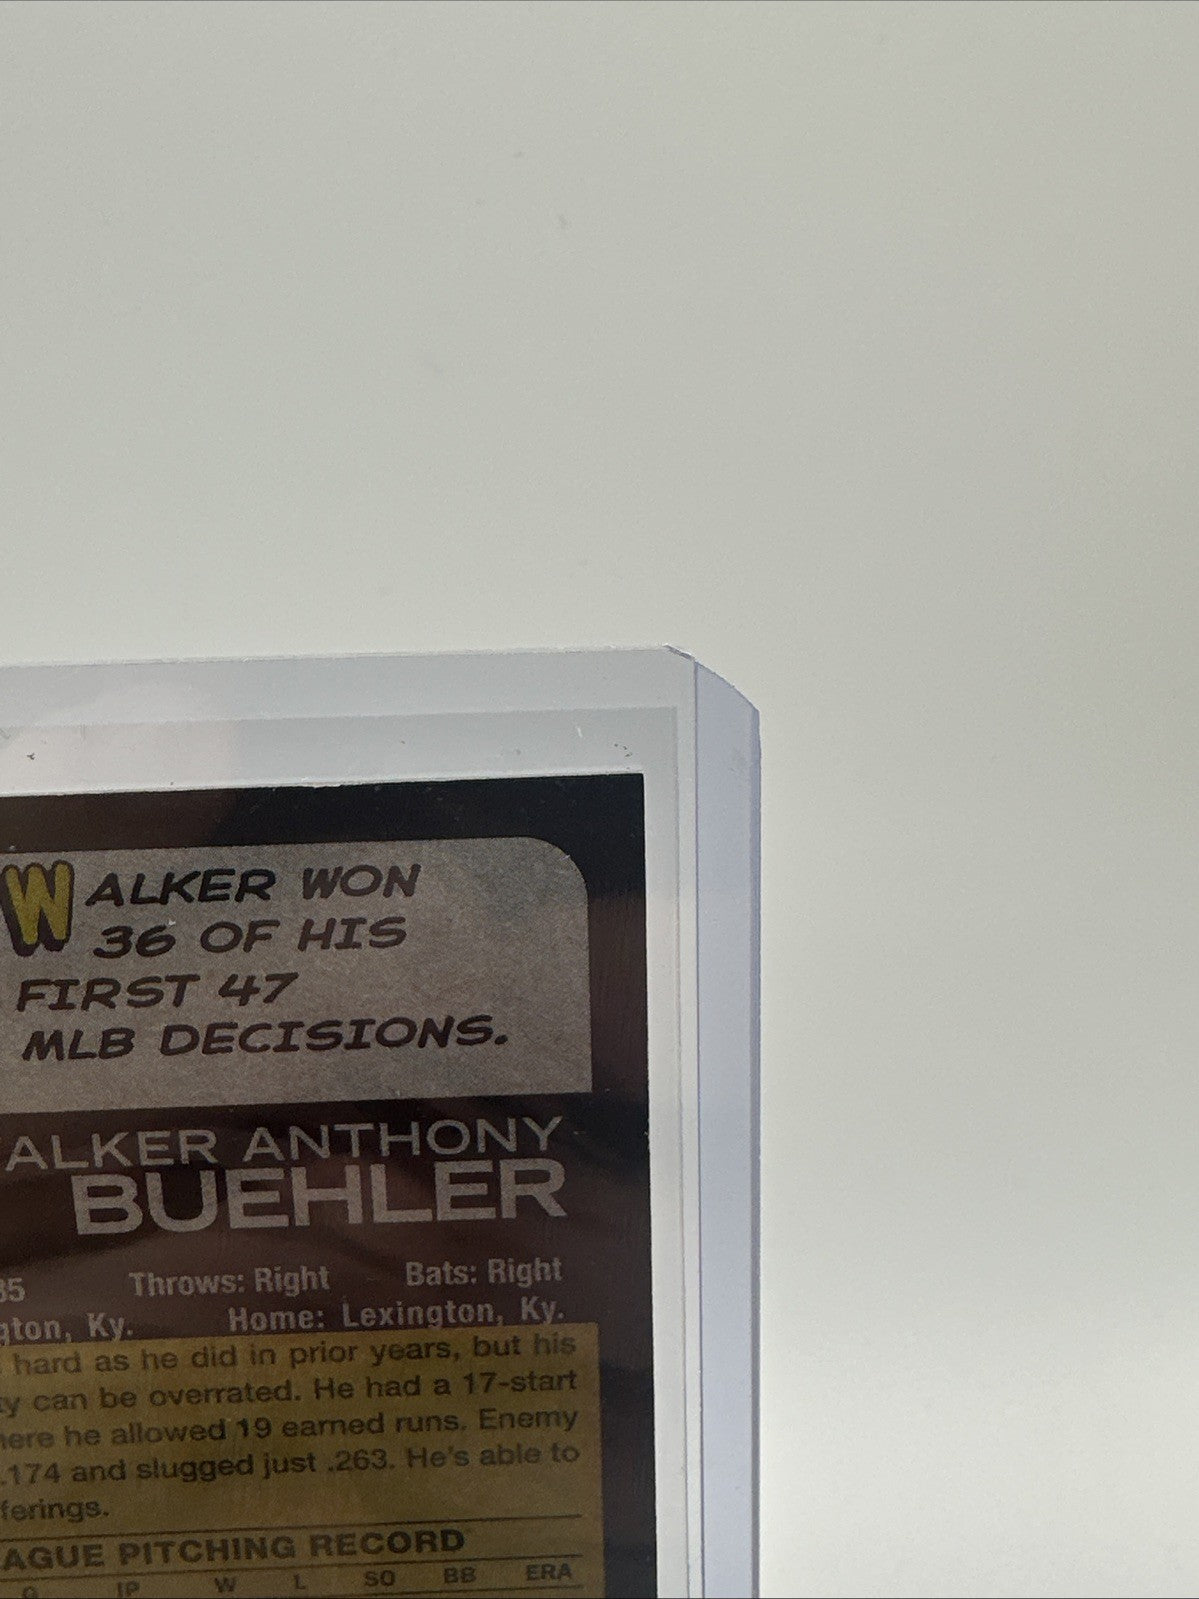 WALKER WON
36 OF HIS
FIRST 47
MLB DECISIONS.
ALKER ANTHONY
BUEHLER
Throws: Right Bats: Right
Ky. Home: Lexington, Ky.
hard as he did in prior years, but his
can be overrated. He had a 17-start
he allowed 19 earned runs. Enemy
.174 and slugged just .263. He's able to
ferings.
AGUE PITCHING RECORD
G IP W L SO BB ERA